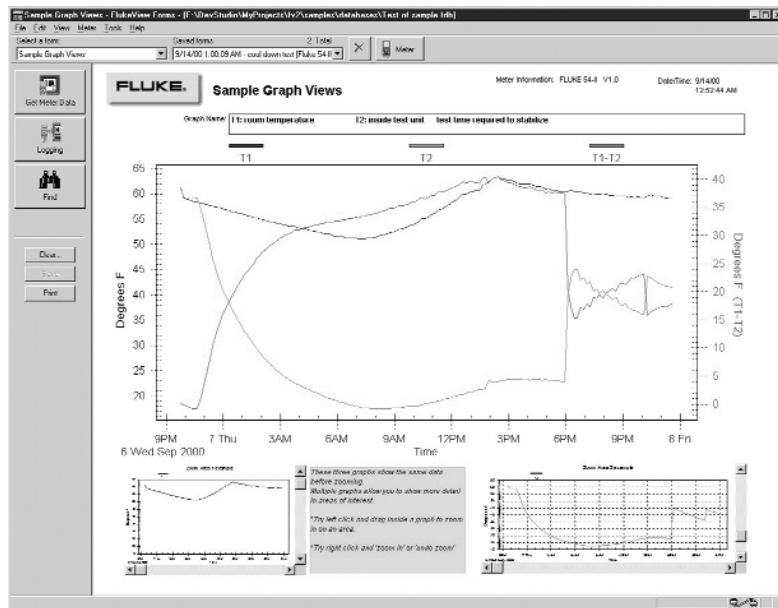 Sample Graph Views - FlukeView Forms - [E:\DevStudio\MyProjects\fv2\samples\databases\Test of sample.fdb]
File Edit View Meter Tools Help
Select a form:
Sample Graph Views
Saved forms 2 Total
9/14/00 1:00:09 AM - cool down test [Fluke 54-II
Meter
Get Meter Data
Logging
Find
Clear...
Save
Print
FLUKE.
Sample Graph Views
Meter Information: FLUKE 54-II V1.0
Date/Time: 9/14/00
12:52:44 AM
Graph Name:
T1: room temperature T2: inside test unit test time required to stabilize
T1 T2 T1-T2
65
60
55
50
45
40
35
30
25
20
Degrees F
40
35
30
25
20
15
10
5
0
Degrees F (T1-T2)
9PM 7 Thu 3AM 6AM 9AM 12PM 3PM 6PM 9PM 8 Fri
6 Wed Sep 2000
Time
These three graphs show the same data
before zooming.
Multiple graphs allow you to show more detail
in areas of interest.
*Try left click and drag inside a graph to zoom
in on an area.
*Try right click and 'zoom in' or 'undo zoom'